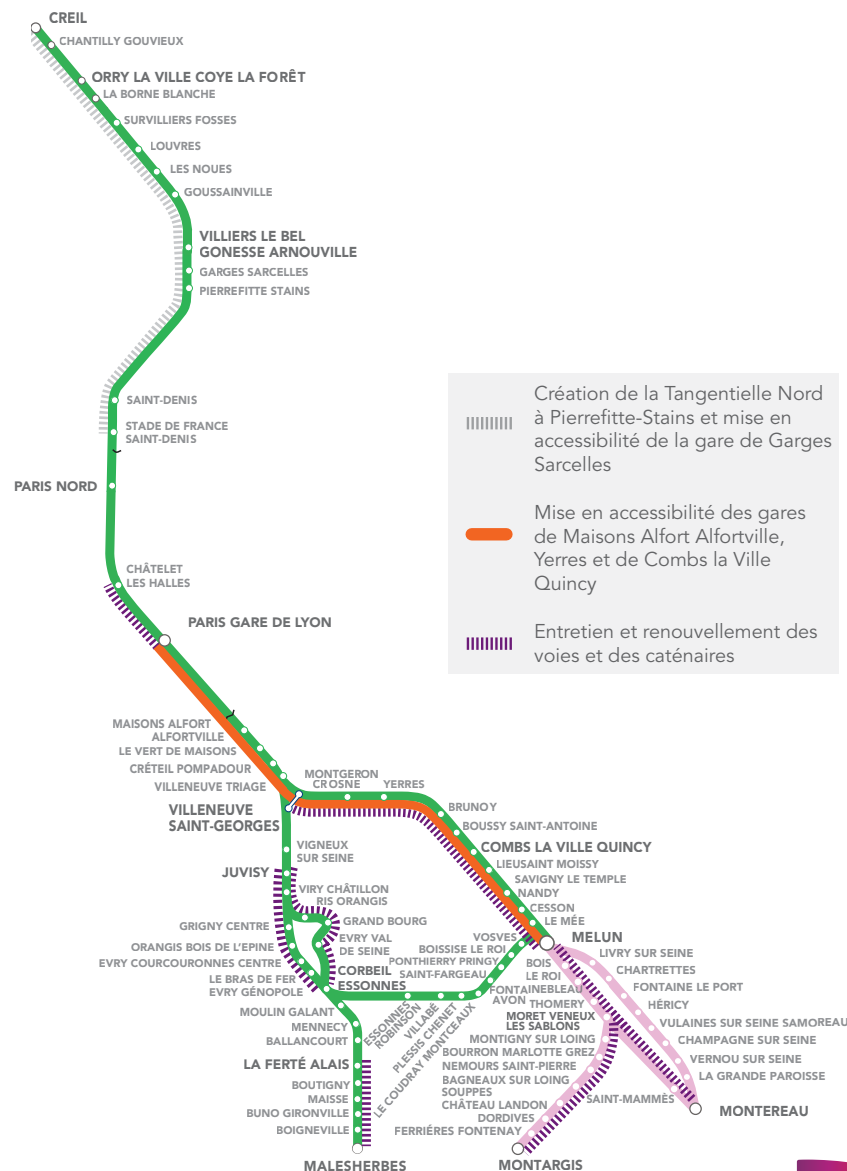 CREIL
CHANTILLY GOUVIEUX
ORRY LA VILLE COYE LA FORÊT
LA BORNE BLANCHE
SURVILLIERS FOSSES
LOUVRES
LES NOUES
GOUSSAINVILLE
VILLIERS LE BEL
GONESSE ARNOUVILLE
GARGES SARCELLES
PIERREFITTE STAINS
SAINT-DENIS
STADE DE FRANCE
SAINT-DENIS
PARIS NORD
CHÂTELET
LES HALLES
PARIS GARE DE LYON
Création de la Tangentielle Nord
à Pierrefitte-Stains et mise en
accessibilité de la gare de Garges
Sarcelles
Mise en accessibilité des gares
de Maisons Alfort Alfortville,
Yerres et de Combs la Ville
Quincy
Entretien et renouvellement des
voies et des caténaires
MAISONS ALFORT
ALFORTVILLE
LE VERT DE MAISONS
CRÉTEIL POMPADOUR
VILLENEUVE TRIAGE
VILLENEUVE
SAINT-GEORGES
MONTGERON
CROSNE
YERRES
BRUNOY
BOUSSY SAINT-ANTOINE
COMBS LA VILLE QUINCY
LIEUSAINT MOISSY
SAVIGNY LE TEMPLE
NANDY
CESSON
LE MÉE
MELUN
VIGNEUX
SUR SEINE
JUVISY
VIRY CHÂTILLON
RIS ORANGIS
GRIGNY CENTRE
GRAND BOURG
ORANGIS BOIS DE L'EPINE
EVRY VAL
DE SEINE
EVRY COURCOURONNES CENTRE
LE BRAS DE FER
EVRY GÉNOPOLE
CORBEIL
ESSONNES
MOULIN GALANT
MENNECY
BALLANCOURT
LA FERTÉ ALAIS
BOUTIGNY
MAISSE
BUNO GIRONVILLE
BOIGNEVILLE
MALESHERBES
ESSONNES
ROBINSON
VILLABÉ
PLESSIS CHENET
LE COUDRAY MONTCEAUX
SAINT-FARGEAU
PONTHIERRY PRINGY
BOISSISE LE ROI
VOSVES
BOIS
LE ROI
FONTAINEBLEAU
AVON
THOMERY
MORET VENEUX
LES SABLONS
MONTIGNY SUR LOING
BOURRON MARLOTTE GREZ
NEMOURS SAINT-PIERRE
BAGNEAUX SUR LOING
SOUPPES
CHÂTEAU LANDON
DORDIVES
FERRIÉRES FONTENAY
MONTARGIS
SAINT-MAMMÈS
LIVRY SUR SEINE
CHARTRETTES
FONTAINE LE PORT
HÉRICY
VULAINES SUR SEINE SAMOREAU
CHAMPAGNE SUR SEINE
VERNOU SUR SEINE
LA GRANDE PAROISSE
MONTEREAU